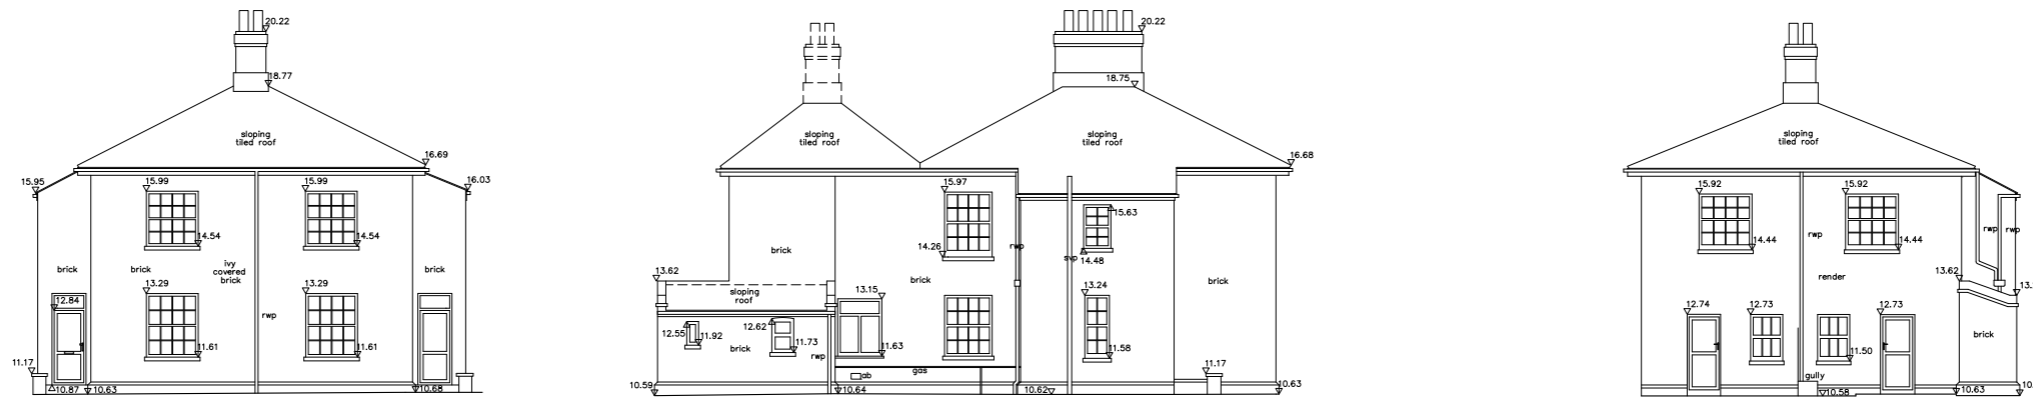 20.22
18.77
sloping
tiled roof
16.69
15.95
15.99
15.99
16.03
14.54
14.54
brick
brick
ivy
covered
brick
brick
13.29
13.29
12.84
rwp
11.61
11.61
11.17
10.87
10.63
10.68
20.22
18.75
sloping
tiled roof
sloping
tiled roof
16.68
15.97
15.63
14.26
rwp
svp
14.48
brick
brick
brick
13.62
sloping
roof
13.15
13.24
12.55
11.92
12.62
11.73
brick
rwp
11.63
11.58
gas
ab
11.17
10.59
10.64
10.62
10.63
sloping
tiled roof
15.92
15.92
14.44
14.44
rwp
rwp
rwp
render
13.62
12.74
12.73
12.73
brick
11.50
gully
10.58
10.63